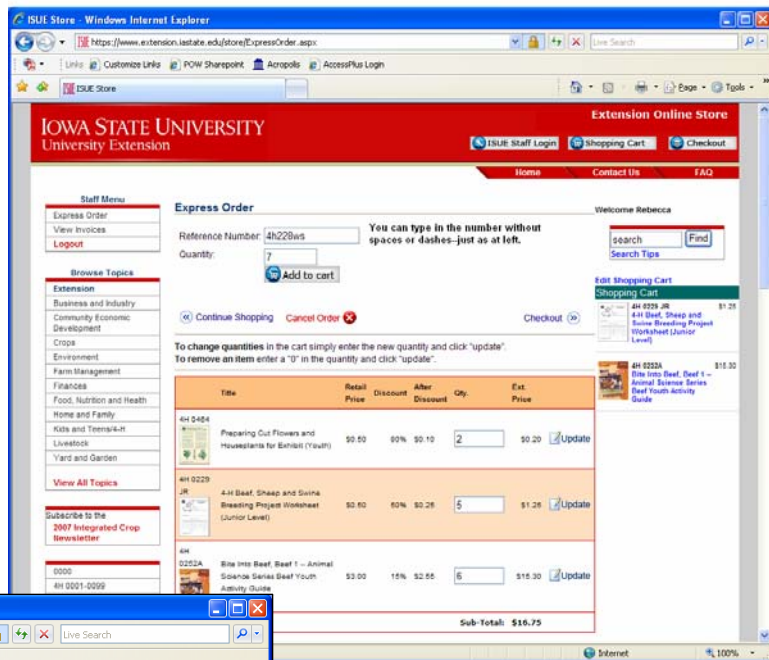 ISUE Store - Windows Internet Explorer
https://www.extension.iastate.edu/store/ExpressOrder.aspx
Live Search
Links Customize Links POW Sharepoint Acropolis AccessPlus Login
ISUE Store
Page Tools
IOWA STATE UNIVERSITY
University Extension
Extension Online Store
ISUE Staff Login Shopping Cart Checkout
Home Contact Us FAQ
Staff Menu
Express Order
View Invoices
Logout
Browse Topics
Extension
Business and Industry
Community Economic
Development
Crops
Environment
Farm Management
Finances
Food, Nutrition and Health
Home and Family
Kids and Teens/4-H
Livestock
Yard and Garden
View All Topics
Subscribe to the
2007 Integrated Crop
Newsletter
0000
4H 0001-0099
Express Order
Reference Number: 4h228ws
Quantity: 7
Add to cart
You can type in the number without
spaces or dashes–just as at left.
Continue Shopping Cancel Order Checkout
To change quantities in the cart simply enter the new quantity and click "update".
To remove an item enter a "0" in the quantity and click "update".
Title Retail Price Discount After Discount Qty. Ext. Price
4H 0464
Preparing Cut Flowers and
Houseplants for Exhibit (Youth)
$0.20 Update
2
4H 0229
JR
4-H Beef, Sheep and Swine
Breeding Project Worksheet
(Junior Level)
5
$1.25 Update
4H
0252A
Bite Into Beef, Beef 1 – Animal
Science Series Beef Youth
Activity Guide
$3.00 15% $2.55 6 $15.30 Update
Sub-Total: $16.75
Welcome Rebecca
search Find
Search Tips
Edit Shopping Cart
Shopping Cart
4H 0229 JR $1.25
4-H Beef, Sheep and
Swine Breeding Project
Worksheet (Junior
Level)
4H 0252A $15.30
Bite Into Beef, Beef 1 –
Animal Science Series
Beef Youth Activity
Guide
Internet 100%
Live Search